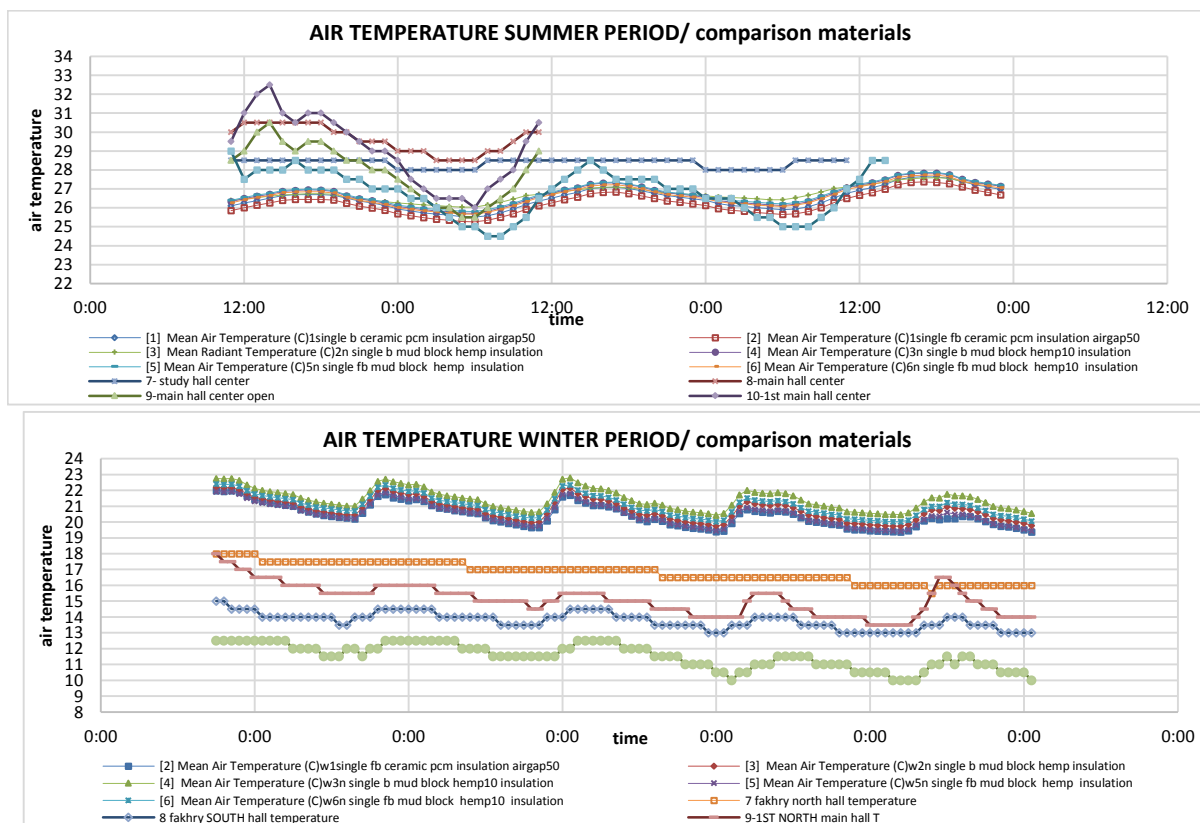 AIR TEMPERATURE SUMMER PERIOD/ comparison materials
34
33
32
31
30
29
28
27
26
25
24
23
22
air temperature
0:00 12:00 0:00 12:00 0:00 12:00 0:00 12:00
time
[1] Mean Air Temperature (C)1single b ceramic pcm insulation airgap50 [2] Mean Air Temperature (C)1single fb ceramic pcm insulation airgap50
[3] Mean Radiant Temperature (C)2n single b mud block hemp insulation [4] Mean Air Temperature (C)3n single b mud block hemp10 insulation
[5] Mean Air Temperature (C)5n single fb mud block hemp insulation [6] Mean Air Temperature (C)6n single fb mud block hemp10 insulation
7- study hall center 8-main hall center
9-main hall center open 10-1st main hall center
AIR TEMPERATURE WINTER PERIOD/ comparison materials
24
23
22
21
20
19
18
17
16
15
14
13
12
11
10
9
8
air temperature
0:00 0:00 0:00 0:00 0:00 0:00 0:00 0:00
time
[2] Mean Air Temperature (C)w1single fb ceramic pcm insulation airgap50 [3] Mean Air Temperature (C)w2n single b mud block hemp insulation
[4] Mean Air Temperature (C)w3n single b mud block hemp10 insulation [5] Mean Air Temperature (C)w5n single fb mud block hemp insulation
[6] Mean Air Temperature (C)w6n single fb mud block hemp10 insulation 7 fakhry north hall temperature
8 fakhry SOUTH hall temperature 9-1ST NORTH main hall T